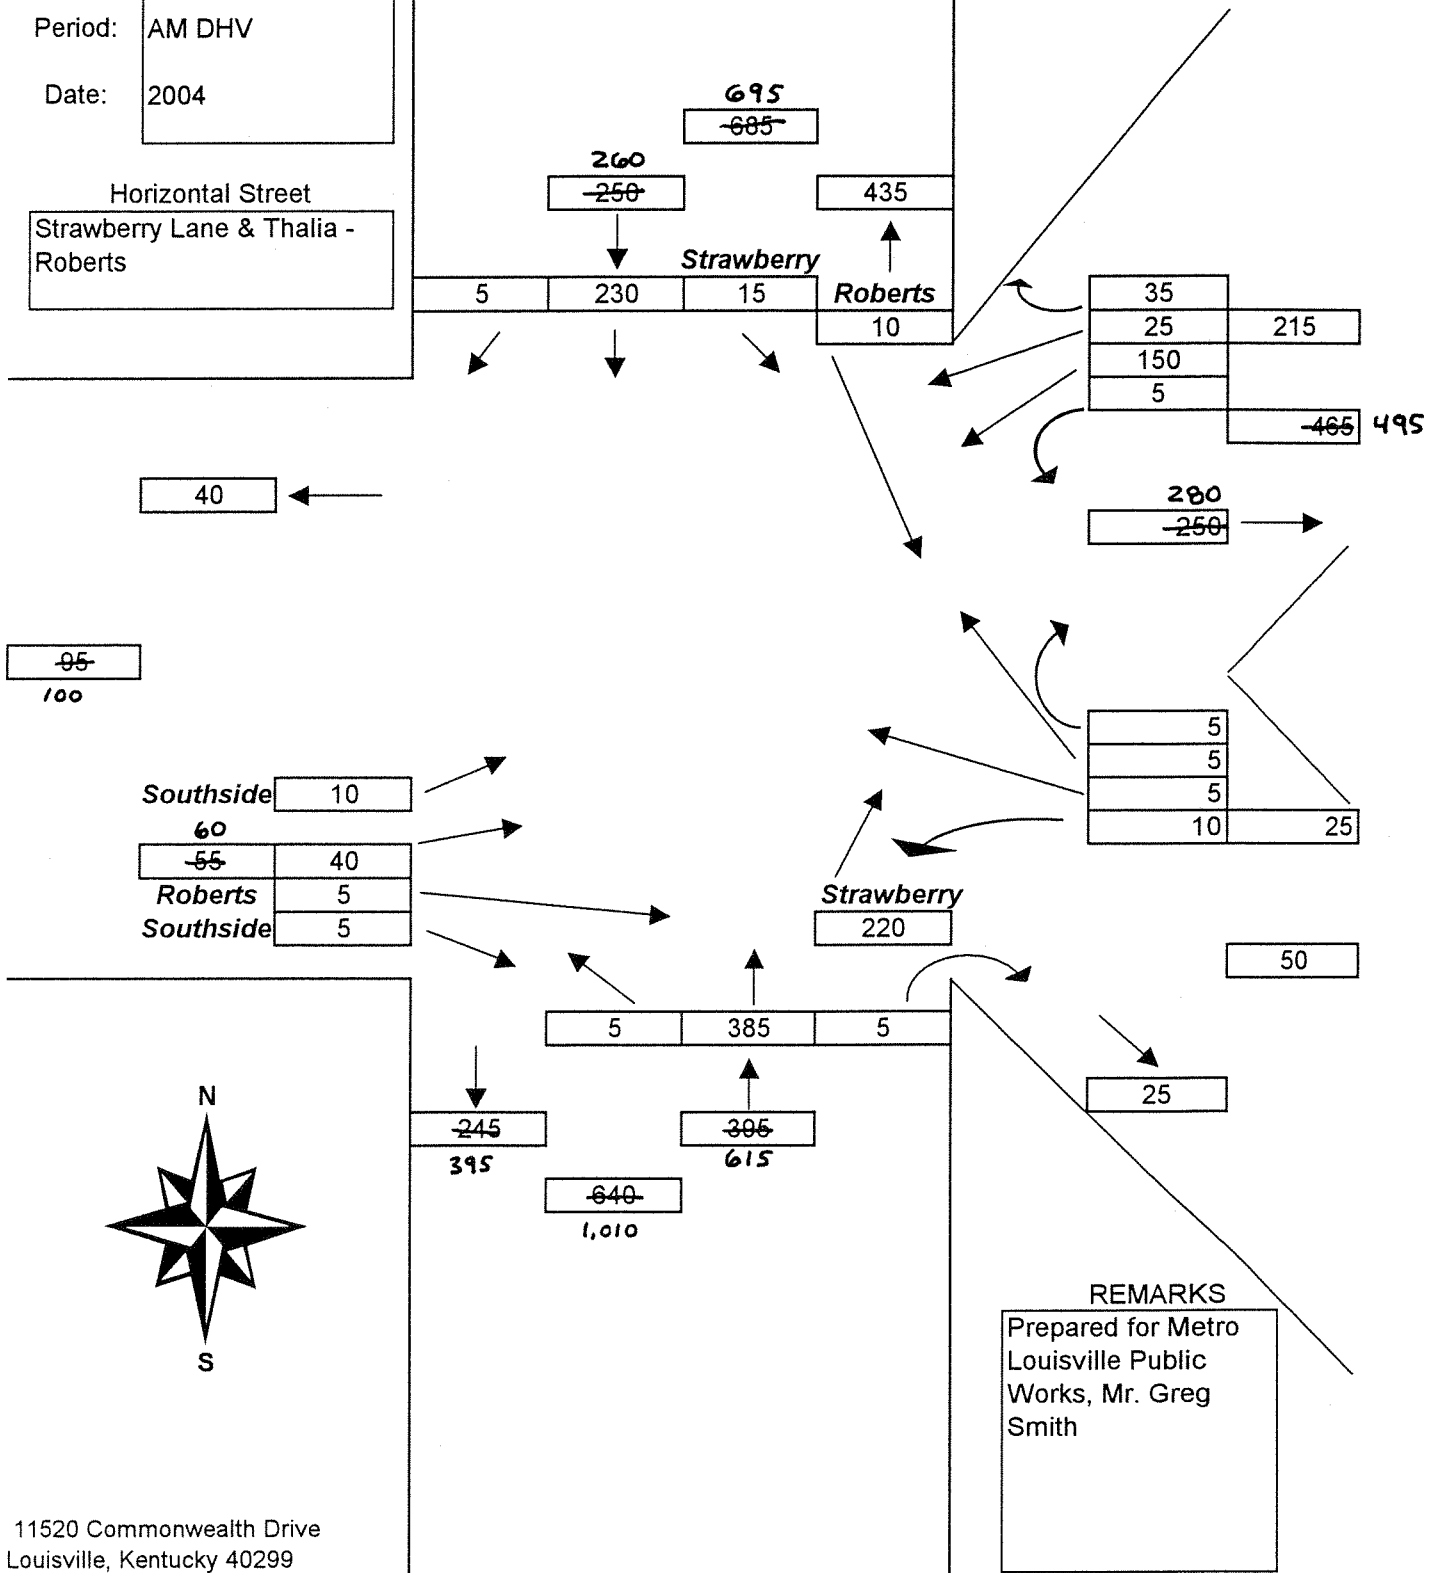 Period: AM DHV
Date: 2004
695
685
260
250
435
Horizontal Street
Strawberry Lane & Thalia -
Roberts
Strawberry
5 230 15 Roberts
10
35
25 215
150
5
465 495
40
280
250
95
100
5
5
5
10 25
Southside 10
60
55 40
Roberts 5
Southside 5
Strawberry
220
50
5 385 5
25
245
395
395
615
640
1,010
N
S
REMARKS
Prepared for Metro
Louisville Public
Works, Mr. Greg
Smith
11520 Commonwealth Drive
Louisville, Kentucky 40299